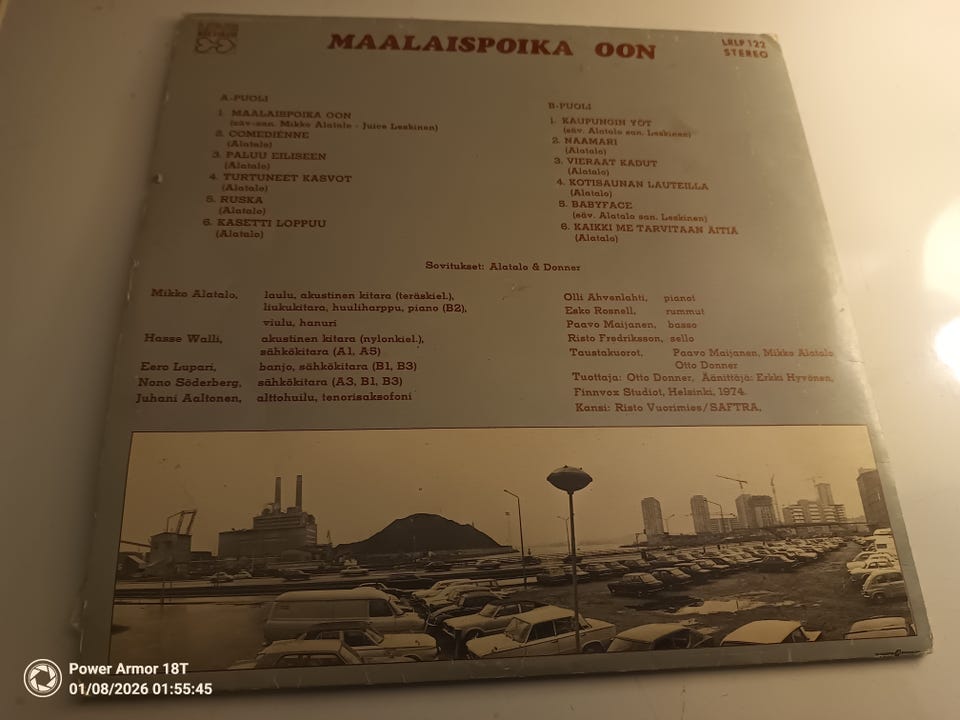 MAALAISPOIKA OON
LRLP 122
STEREO
A-PUOLI
1. MAALAISPOIKA OON
(säv.-san. Mikko Alatalo - Juice Leskinen)
2. COMEDIENNE
(Alatalo)
3. PALUU EILISEEN
(Alatalo)
4. TURTUNEET KASVOT
(Alatalo)
5. RUSKA
(Alatalo)
6. KASETTI LOPPUU
(Alatalo)
B-PUOLI
1. KAUPUNGIN YÖT
(säv. Alatalo san. Leskinen)
2. NAAMARI
(Alatalo)
3. VIERAAT KADUT
(Alatalo)
4. KOTISAUNAN LAUTEILLA
(Alatalo)
5. BABYFACE
(säv. Alatalo san. Leskinen)
6. KAIKKI ME TARVITAAN ÄITIÄ
(Alatalo)
Sovitukset: Alatalo & Donner
Mikko Alatalo, laulu, akustinen kitara (teräskiel.),
liukukitara, huuliharppu, piano (B2),
viulu, hanuri
Hasse Walli, akustinen kitara (nylonkiel.),
sähkökitara (A1, A5)
Eero Lupari, banjo, sähkökitara (B1, B3)
Nono Söderberg, sähkökitara (A3, B1, B3)
Juhani Aaltonen, alttohuilu, tenorisaksofoni
Olli Ahvenlahti, pianot
Esko Rosnell, rummut
Paavo Maijanen, basso
Risto Fredriksson, sello
Taustakuorot, Paavo Maijanen, Mikko Alatalo,
Otto Donner
Tuottaja: Otto Donner, Äänittäjä: Erkki Hyvönen,
Finnvox Studiot, Helsinki, 1974.
Kansi: Risto Vuorimies/SAFTRA,
Power Armor 18T
01/08/2026 01:55:45